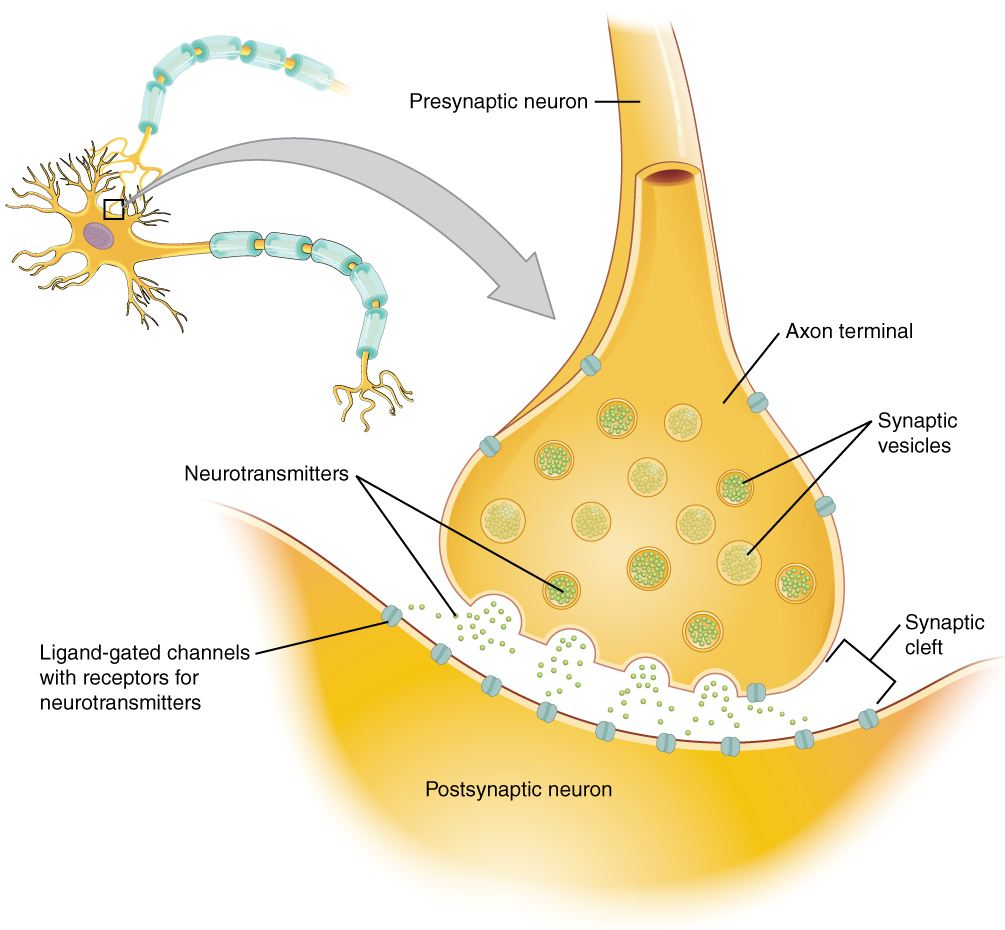 Presynaptic neuron
Axon terminal
Synaptic
vesicles
Neurotransmitters
Synaptic
cleft
Ligand-gated channels
with receptors for
neurotransmitters
Postsynaptic neuron